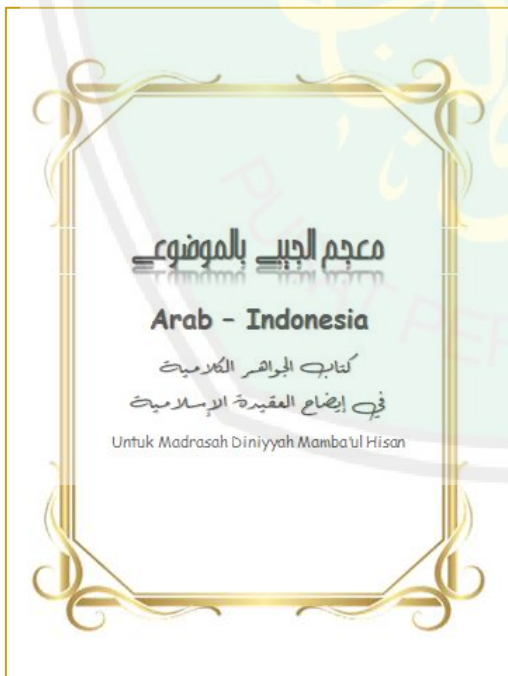 معجم الجيبي بالموضوعي
Arab - Indonesia
كتاب الجواهر الكلامية
في إيضاح العقيدة الإسلامية
Untuk Madrasah Diniyyah Mamba'ul Hisan